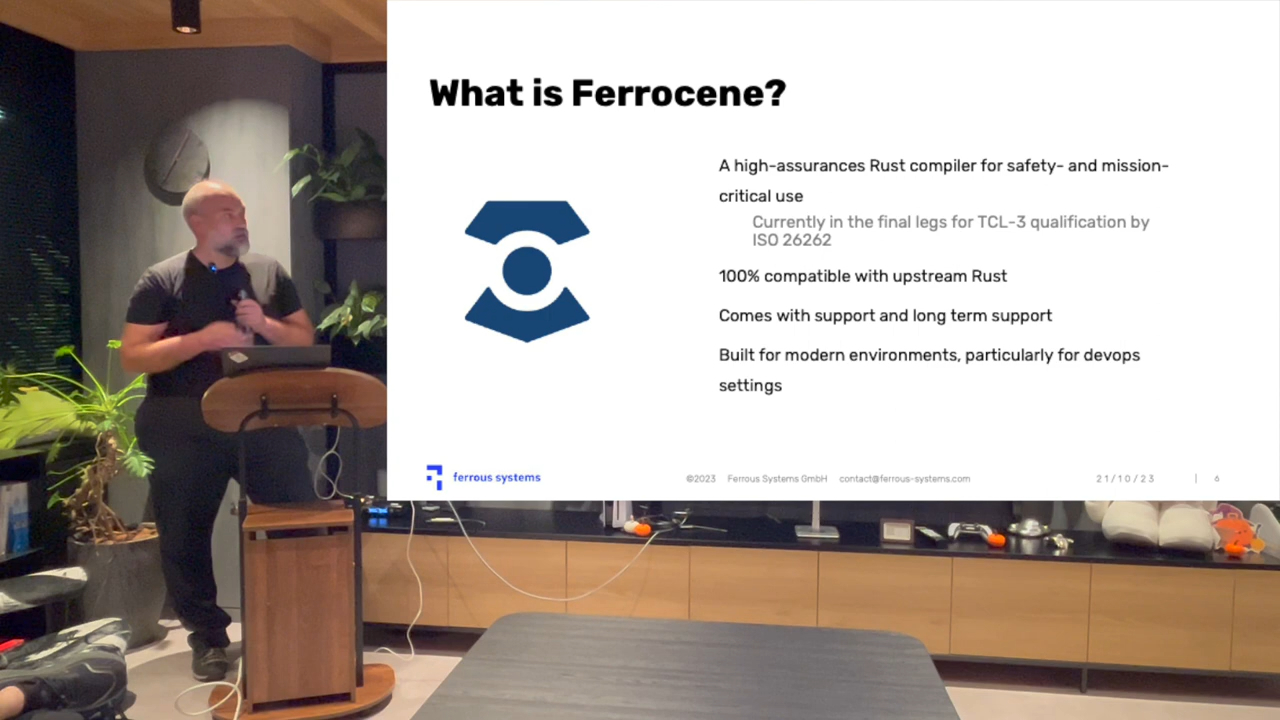 What is Ferrocene?
A high-assurances Rust compiler for safety- and mission-
critical use
Currently in the final legs for TCL-3 qualification by
ISO 26262
100% compatible with upstream Rust
Comes with support and long term support
Built for modern environments, particularly for devops
settings
ferrous systems
©2023 Ferrous Systems GmbH contact@ferrous-systems.com
21/10/23 | 6